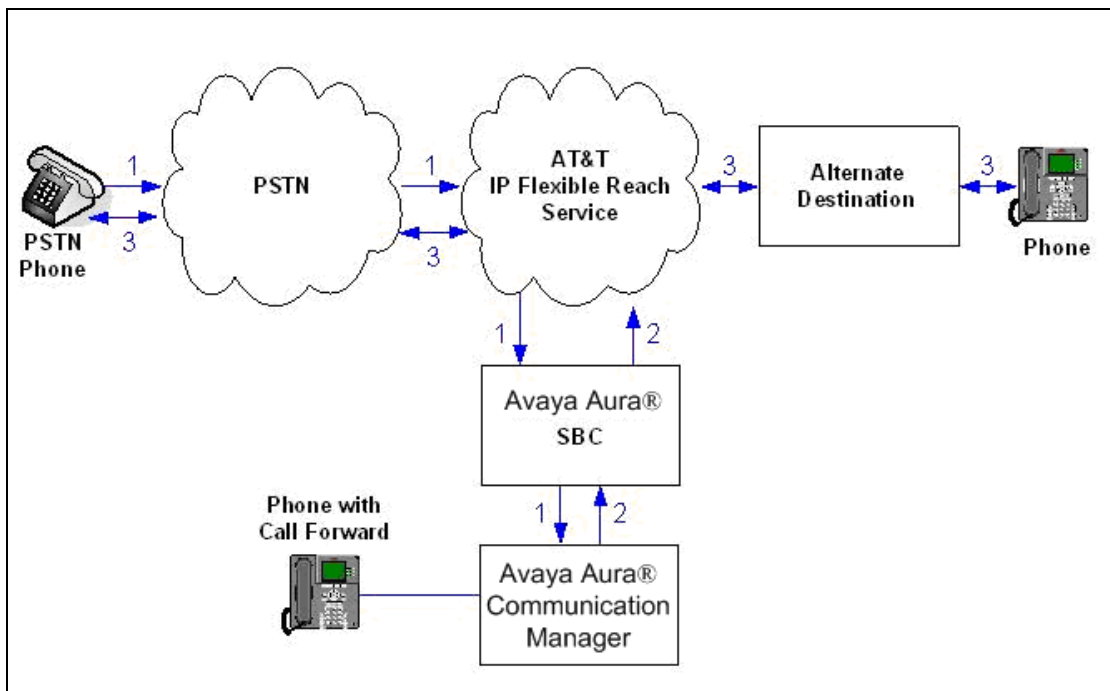 1
1
3
3
3
3
PSTN
Phone
PSTN
AT&T
IP Flexible Reach
Service
Alternate
Destination
Phone
1
2
Avaya Aura®
SBC
1
2
Phone with
Call Forward
Avaya Aura®
Communication
Manager